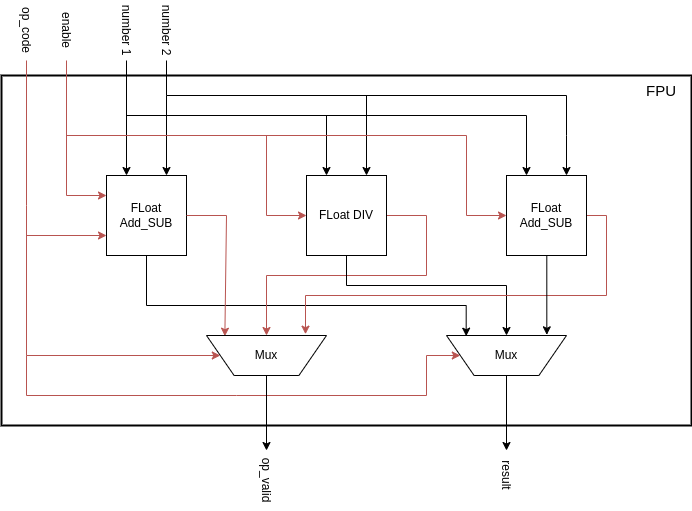 op_code
enable
number 1
number 2
FPU
FLoat
Add_SUB
FLoat DIV
FLoat
Add_SUB
Mux
Mux
op_valid
result